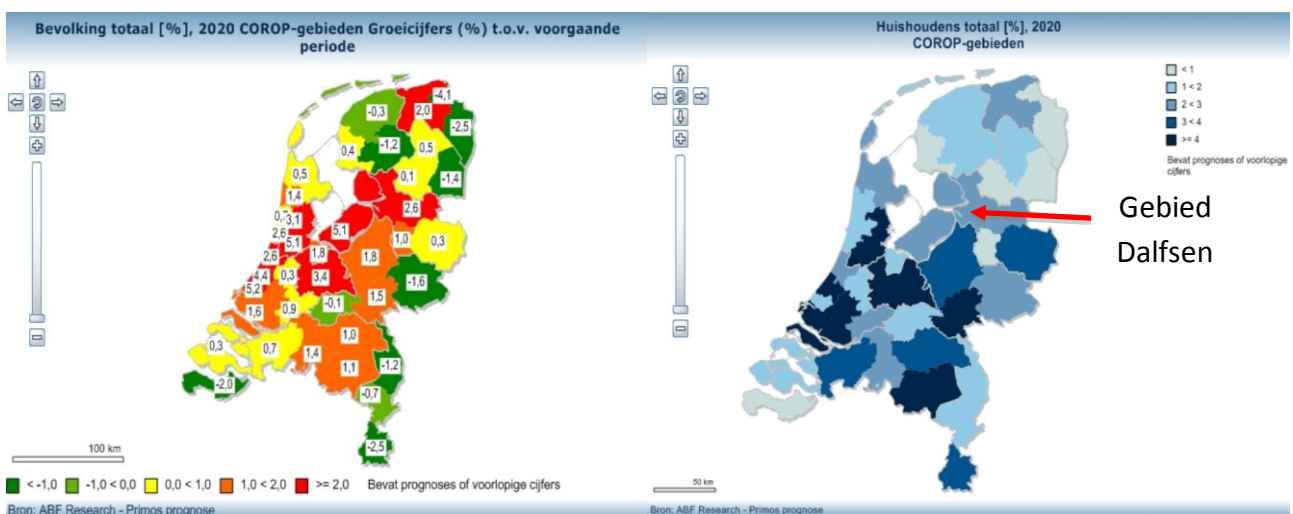 Bevolking totaal [%], 2020 COROP-gebieden Groeicijfers (%) t.o.v. voorgaande
periode
-4,1
2,0
-0,3
-2,5
-1,2
0,5
0,4
0,1
-1,4
0,5
1,4
2,6
3,1
5,1
2,6
5,1
1,0
0,3
2,6
1,8
1,8
4,4
0,3
3,4
-1,6
5,2
1,5
1,6
0,9
-0,1
1,0
0,3
0,7
1,4
1,1
-1,2
-2,0
-0,7
-2,5
100 km
< -1,0
-1,0 < 0,0
0,0 < 1,0
1,0 < 2,0
>= 2,0
Bevat prognoses of voorlopige cijfers
Bron: ABF Research - Primos prognose
Huishoudens totaal [%], 2020
COROP-gebieden
< 1
1 < 2
2 < 3
3 < 4
>= 4
Bevat prognoses of voorlopige
cijfers
Gebied
Dalfsen
50 km
Bron: ABF Research - Primos prognose